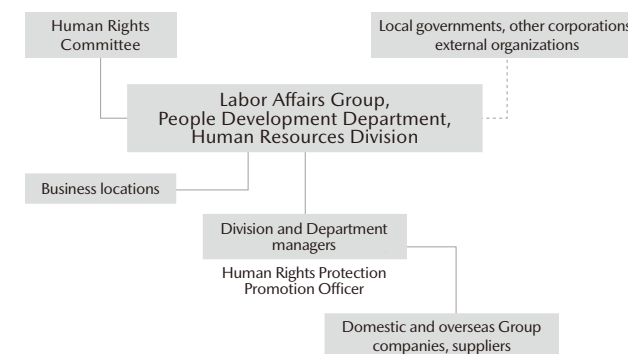 Human Rights
Committee
Local governments, other corporations
external organizations
Labor Affairs Group,
People Development Department,
Human Resources Division
Business locations
Division and Department
managers
Human Rights Protection
Promotion Officer
Domestic and overseas Group
companies, suppliers